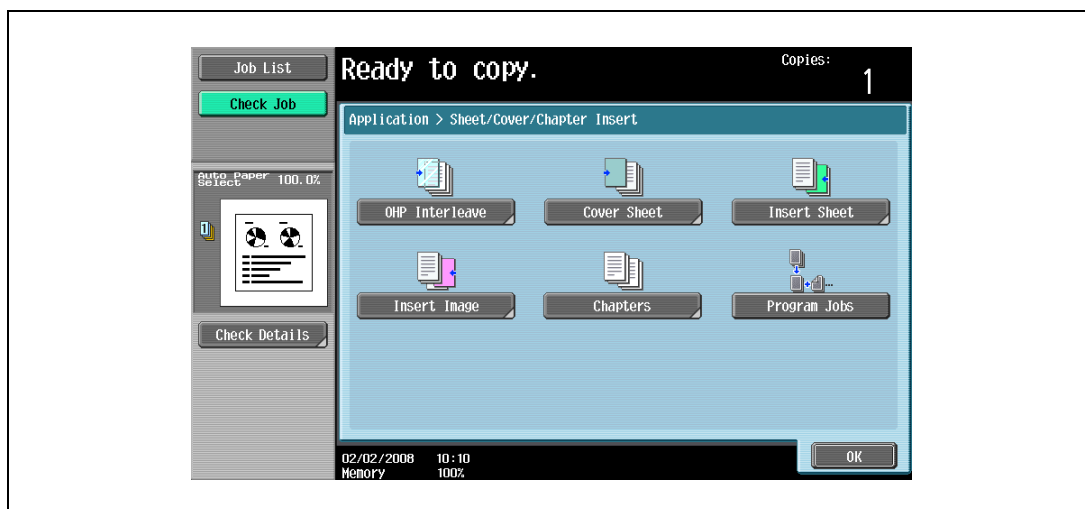 Job List
Check Job
Auto Paper
Select 100.0%
1
Check Details
Ready to copy.
Copies:
1
Application > Sheet/Cover/Chapter Insert
OHP Interleave
Cover Sheet
Insert Sheet
Insert Image
Chapters
Program Jobs
02/02/2008 10:10
Memory 100%
OK